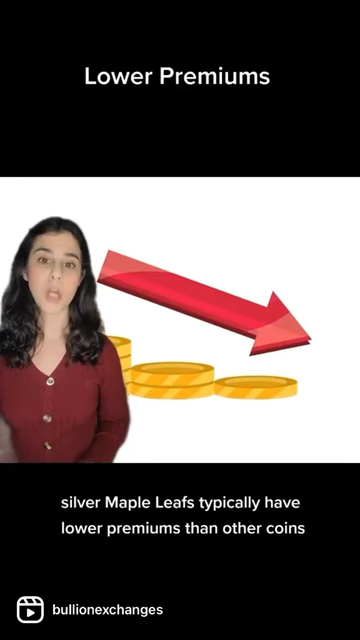 Lower Premiums
silver Maple Leafs typically have
lower premiums than other coins
bullionexchanges